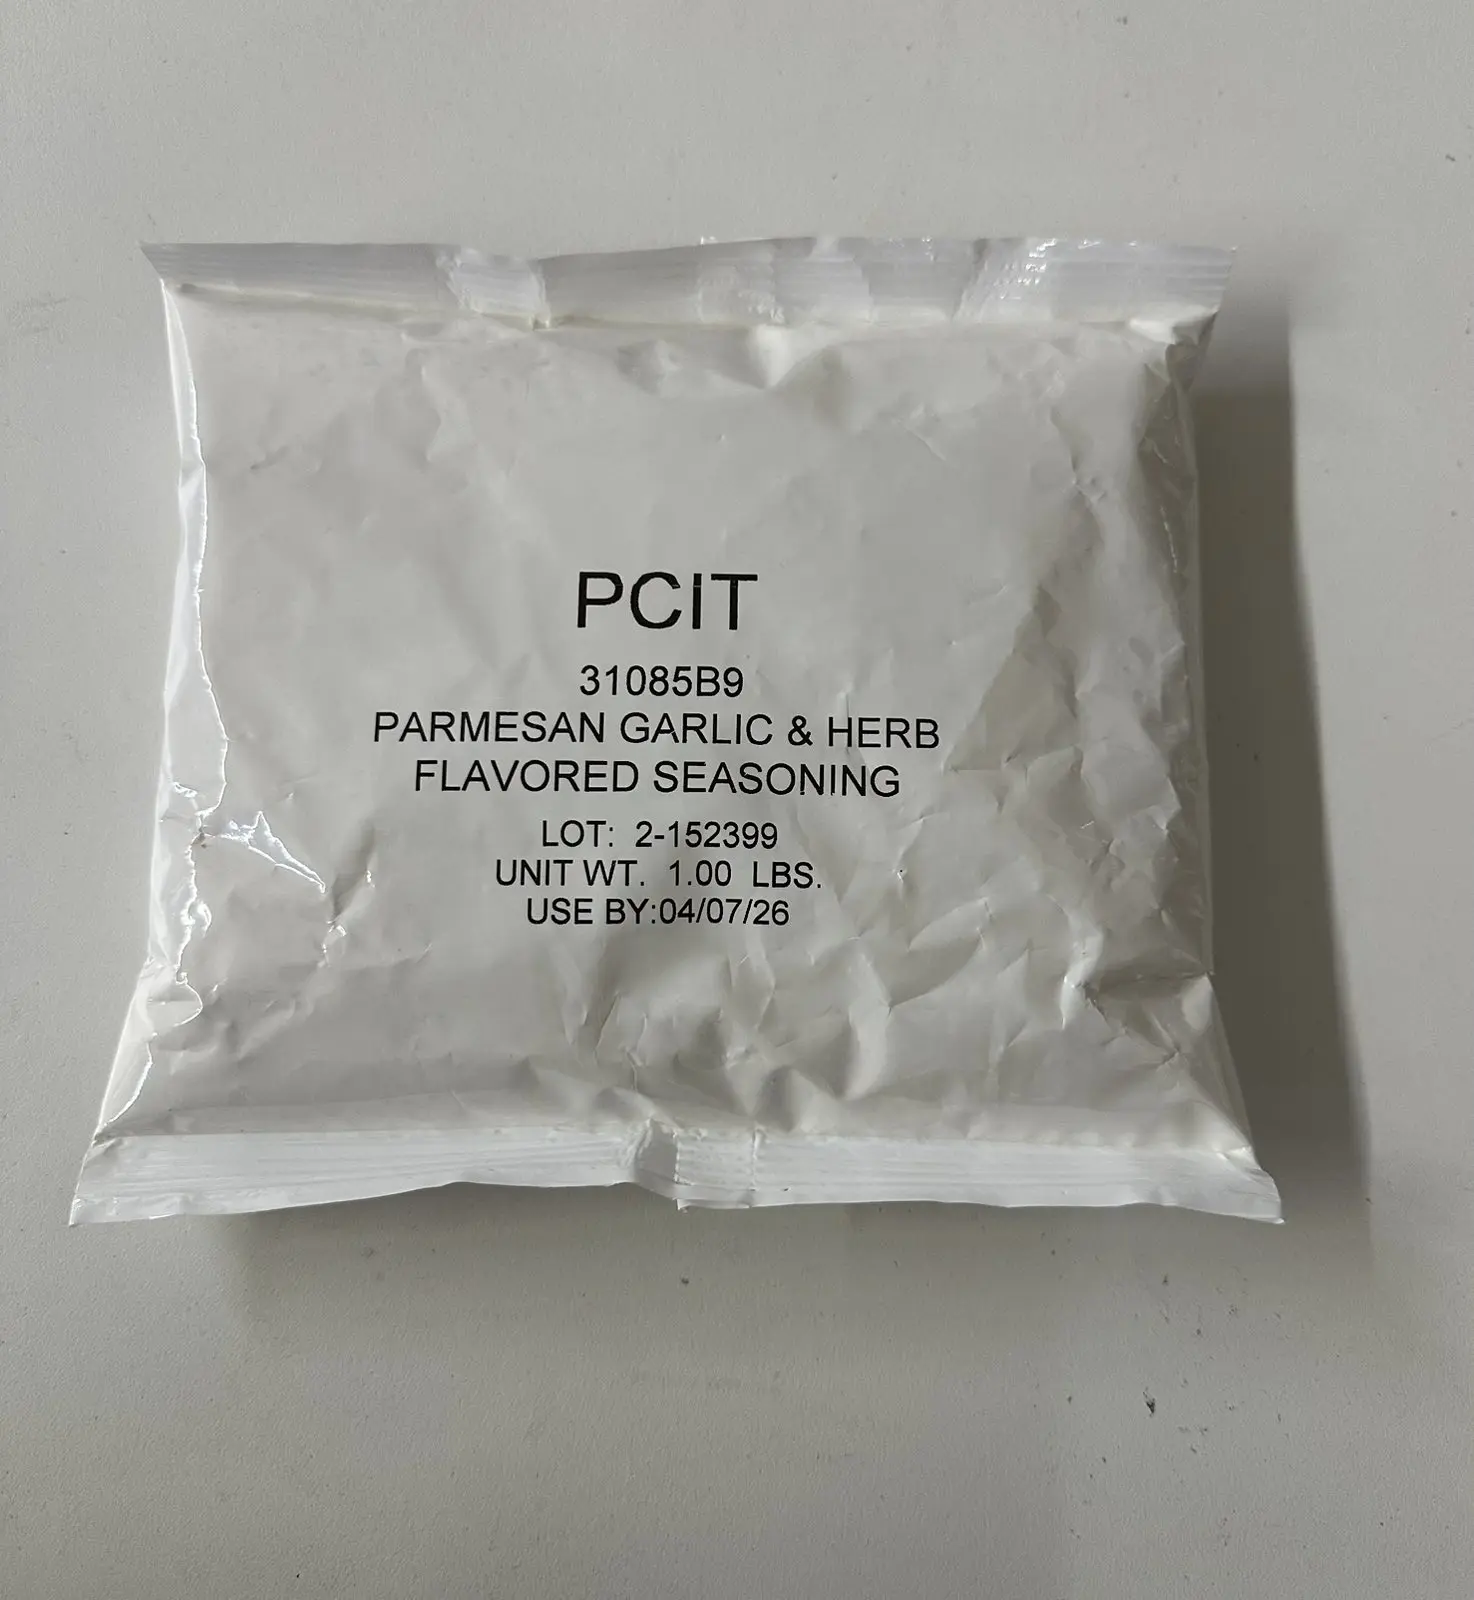 PCIT
31085B9
PARMESAN GARLIC & HERB
FLAVORED SEASONING
LOT: 2-152399
UNIT WT. 1.00 LBS.
USE BY:04/07/26